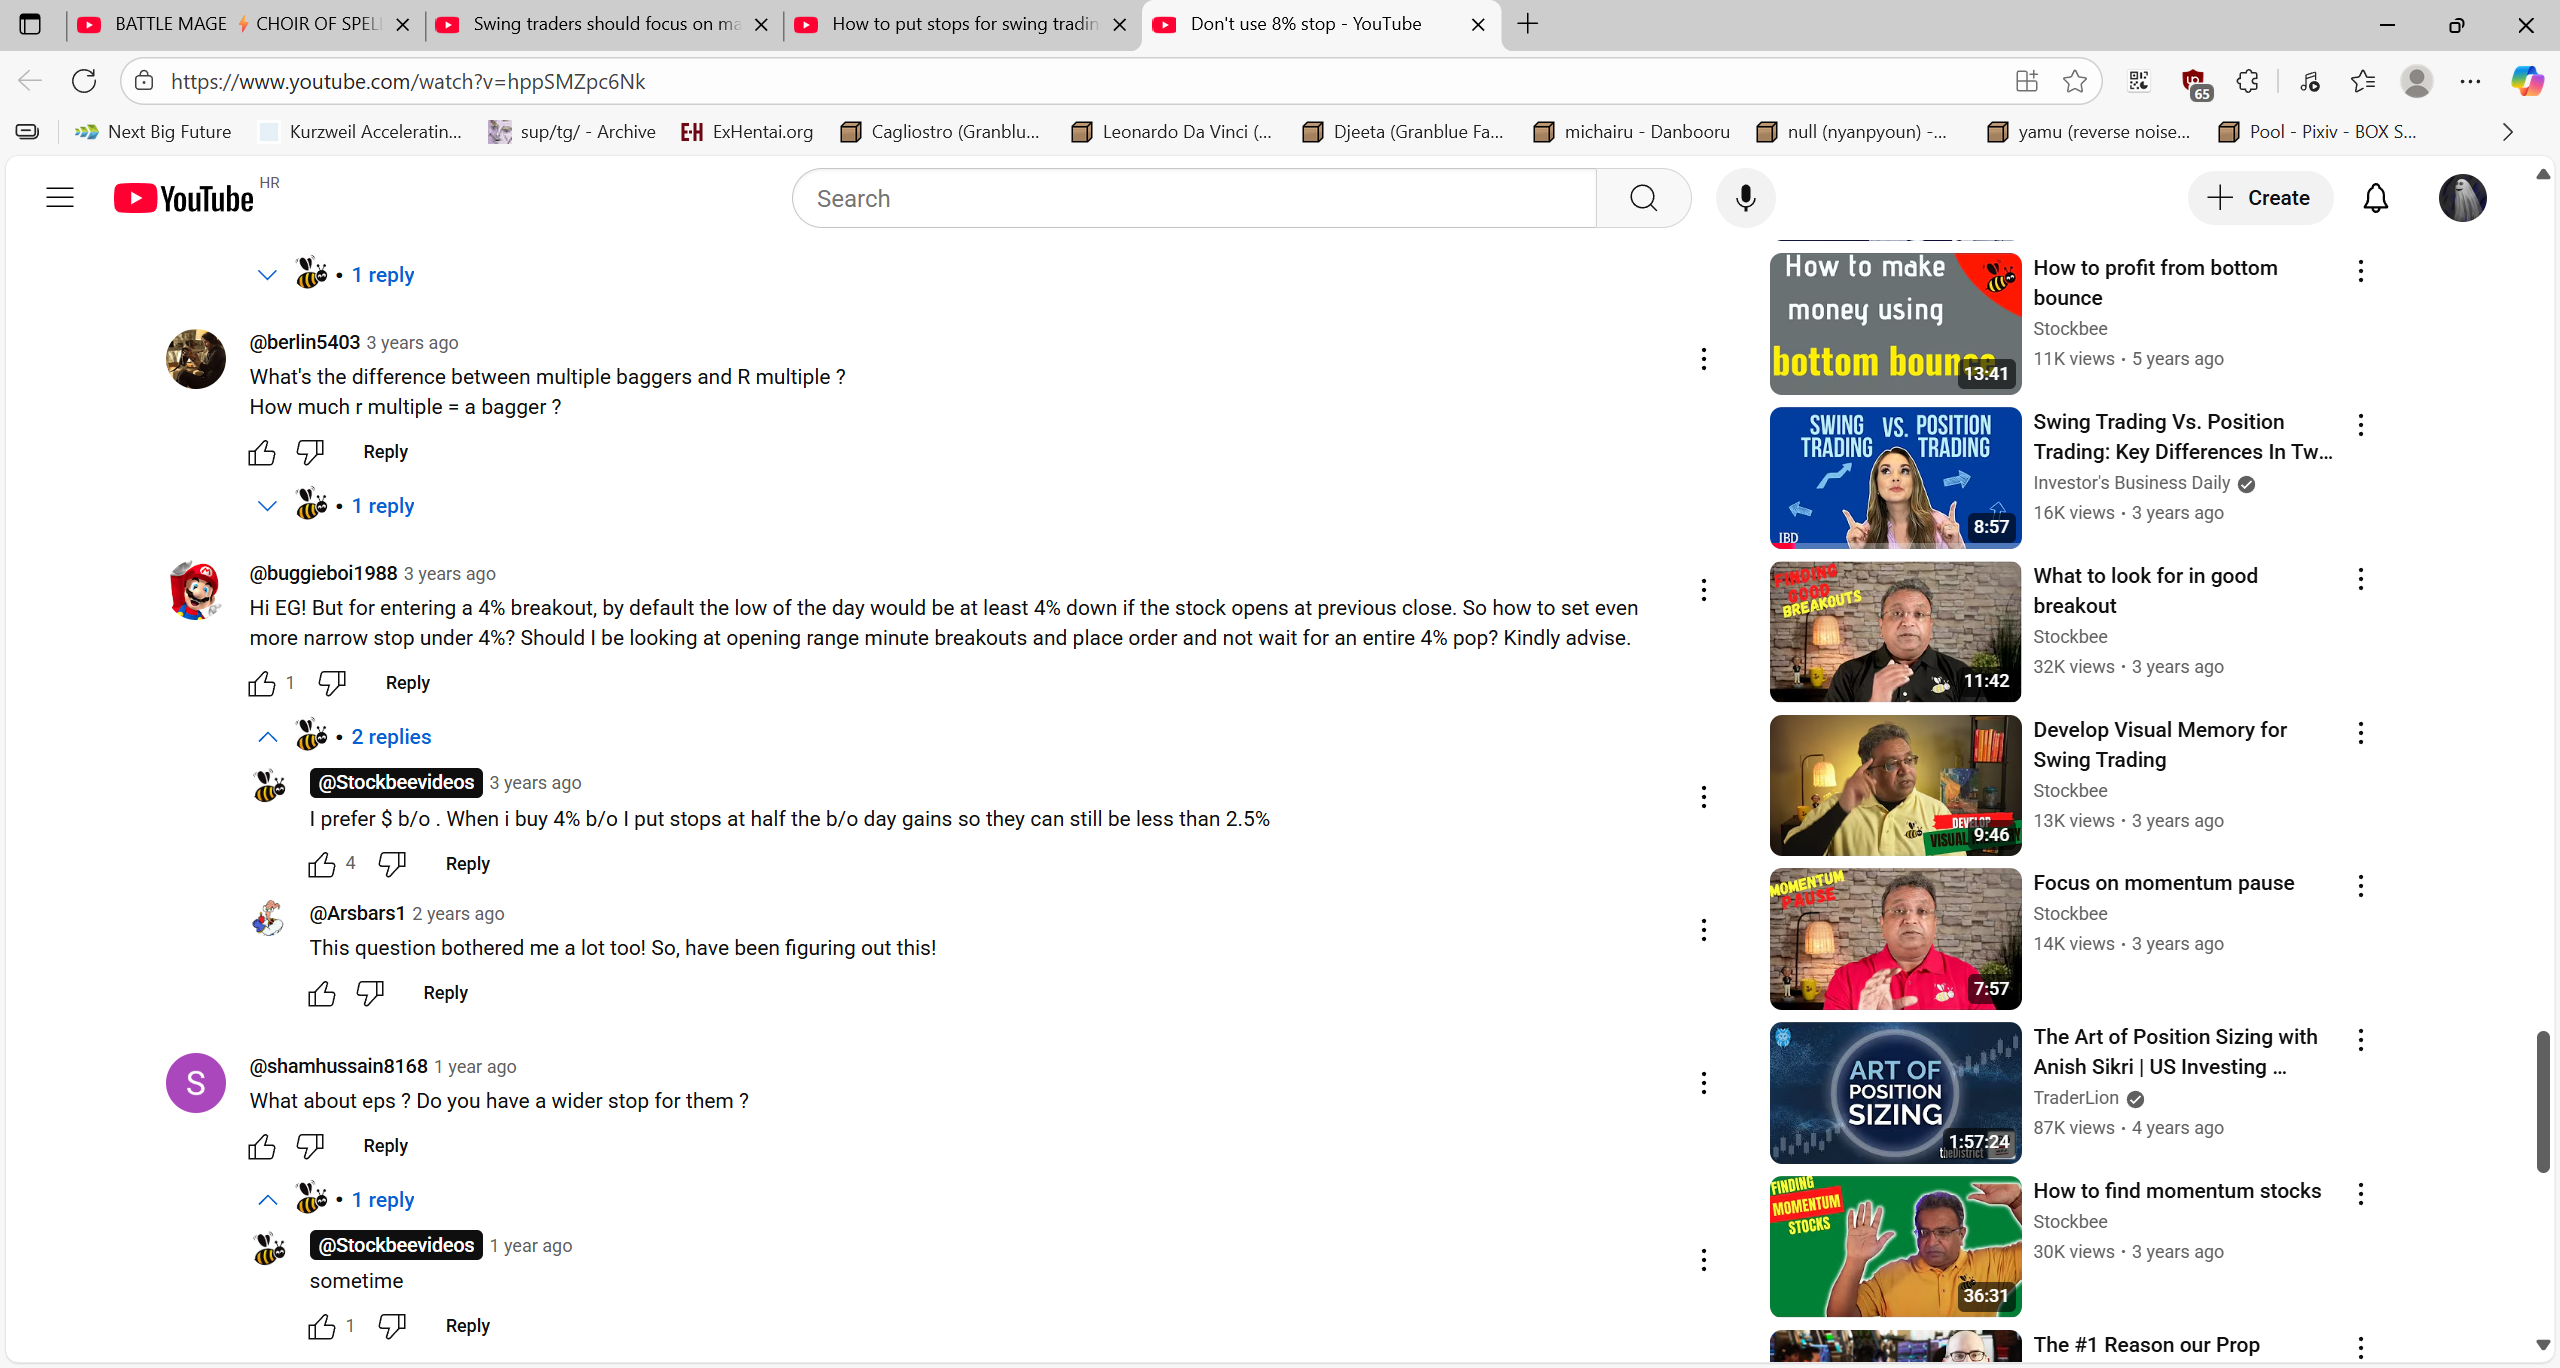 BATTLE MAGE ⚡ CHOIR OF SPEL
Swing traders should focus on ma
How to put stops for swing tradin
Don't use 8% stop - YouTube
https://www.youtube.com/watch?v=hppSMZpc6Nk
65
Next Big Future
Kurzweil Acceleratin...
sup/tg/ - Archive
E-H ExHentai.org
Cagliostro (Granblu...
Leonardo Da Vinci (...
Djeeta (Granblue Fa...
michairu - Danbooru
null (nyanpyoun) -...
yamu (reverse noise...
Pool - Pixiv - BOX S...
YouTube HR
Search
Create
• 1 reply
@berlin5403 3 years ago
What's the difference between multiple baggers and R multiple ?
How much r multiple = a bagger ?
Reply
• 1 reply
@buggieboi1988 3 years ago
Hi EG! But for entering a 4% breakout, by default the low of the day would be at least 4% down if the stock opens at previous close. So how to set even
more narrow stop under 4%? Should I be looking at opening range minute breakouts and place order and not wait for an entire 4% pop? Kindly advise.
1 Reply
• 2 replies
@Stockbeevideos 3 years ago
I prefer $ b/o . When i buy 4% b/o I put stops at half the b/o day gains so they can still be less than 2.5%
4 Reply
@Arsbars1 2 years ago
This question bothered me a lot too! So, have been figuring out this!
Reply
S
@shamhussain8168 1 year ago
What about eps ? Do you have a wider stop for them ?
Reply
• 1 reply
@Stockbeevideos 1 year ago
sometime
1 Reply
How to make
money using
bottom bounce
13:41
How to profit from bottom
bounce
Stockbee
11K views • 5 years ago
SWING VS. POSITION
TRADING TRADING
IBD
8:57
Swing Trading Vs. Position
Trading: Key Differences In Tw...
Investor's Business Daily
16K views • 3 years ago
FINDING
GOOD
BREAKOUTS
11:42
What to look for in good
breakout
Stockbee
32K views • 3 years ago
DEVELOP
VISUAL
9:46
Develop Visual Memory for
Swing Trading
Stockbee
13K views • 3 years ago
MOMENTUM
PAUSE
7:57
Focus on momentum pause
Stockbee
14K views • 3 years ago
ART OF
POSITION
SIZING
theDistrict
1:57:24
The Art of Position Sizing with
Anish Sikri | US Investing ...
TraderLion
87K views • 4 years ago
FINDING
MOMENTUM
STOCKS
36:31
How to find momentum stocks
Stockbee
30K views • 3 years ago
The #1 Reason our Prop